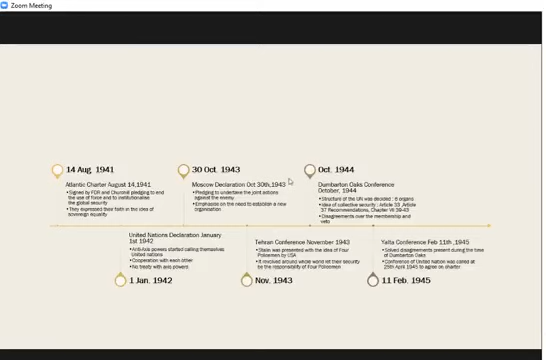 Zoom Meeting
14 Aug. 1941
Atlantic Charter August 14,1941
•Signed by FDR and Churchill pledging to end
the use of force and to institutionalise
the global security
•They expressed their faith in the idea of
sovereign equality
30 Oct. 1943
Moscow Declaration Oct 30th,1943
•Pledging to undertake the joint actions
against the enemy
•Emphasis on the need to establish a new
organisation
Oct. 1944
Dumbarton Oaks Conference
October, 1944
•Structure of the UN was decided : 6 organs
•Idea of collective security : Article 33, Article
37 Recommendations, Chapter VII 39-43
•Disagreements over the membership and
veto
United Nations Declaration January
1st 1942
•Anti-Axis powers started calling themselves
United nations
•Cooperation with each other
•No treaty with axis powers
1 Jan. 1942
Tehran Conference November 1943
•Stalin was presented with the idea of Four
Policemen by USA
•It revolved around whole world let their security
be the responsibility of Four Policemen
Nov. 1943
Yalta Conference Feb 11th ,1945
•Solved disagreements present during the time
of Dumbarton Oaks
•Conference of United nation was called at
25th April 1945 to agree on charter
11 Feb. 1945